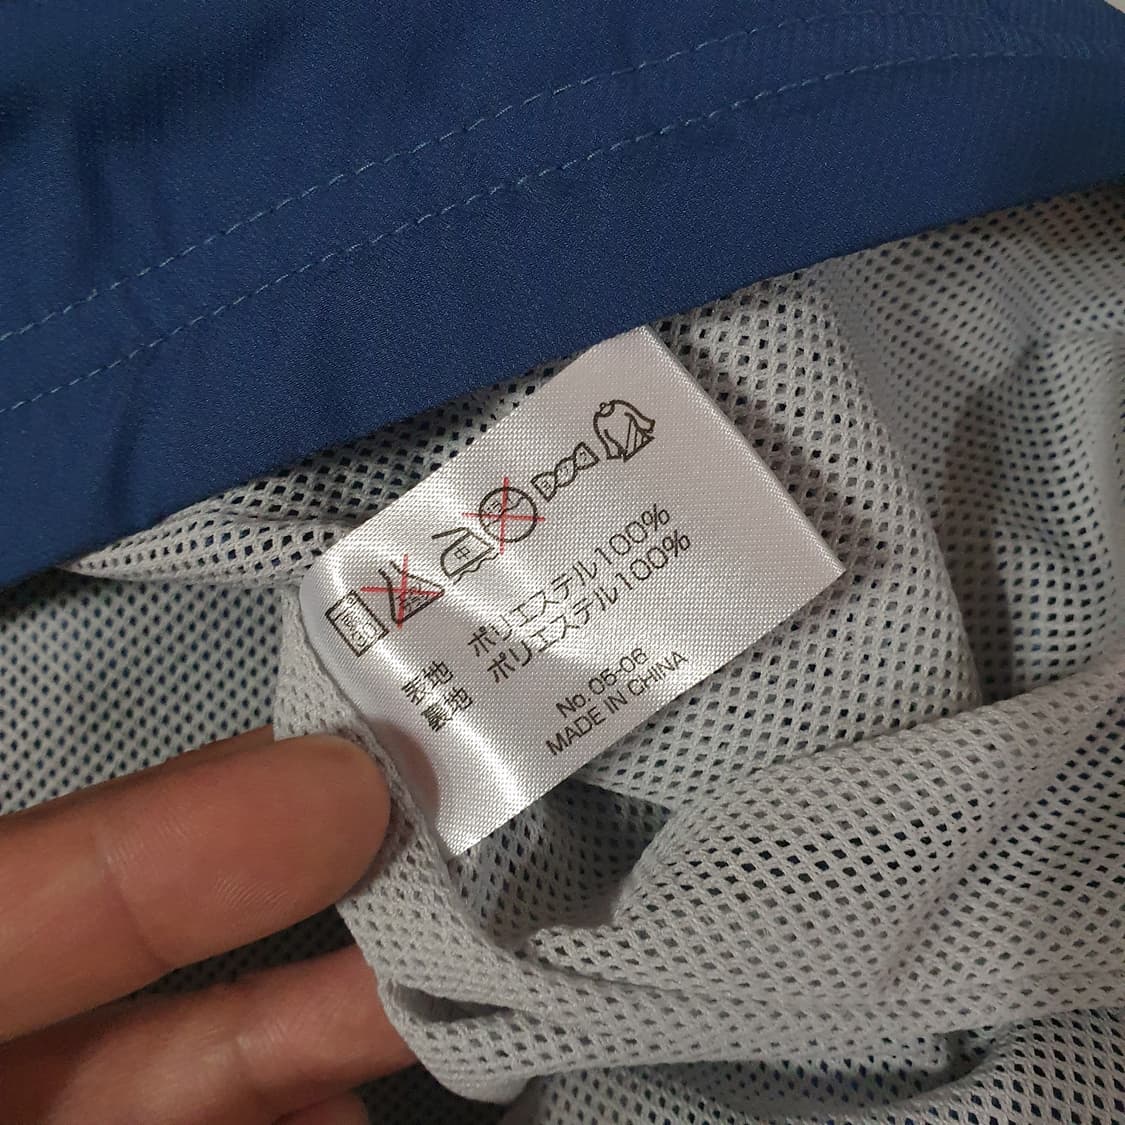 表地 ポリエステル100%
裏地 ポリエステル100%
No.05-06
MADE IN CHINA